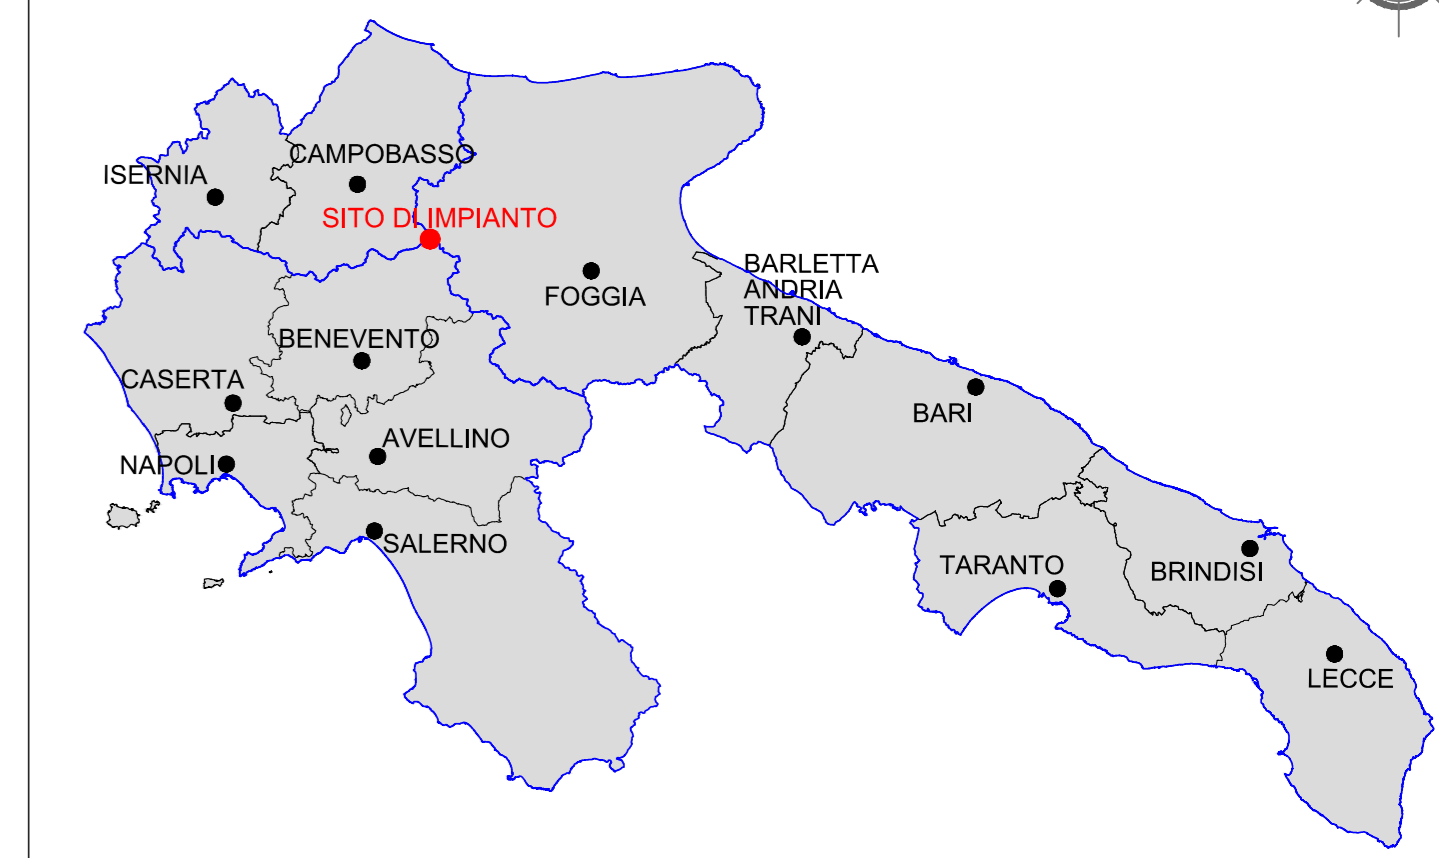 CAMPOBASSO
ISERNIA
SITO DI IMPIANTO
BARLETTA
ANDRIA
TRANI
FOGGIA
BENEVENTO
CASERTA
BARI
AVELLINO
NAPOLI
SALERNO
TARANTO
BRINDISI
LECCE